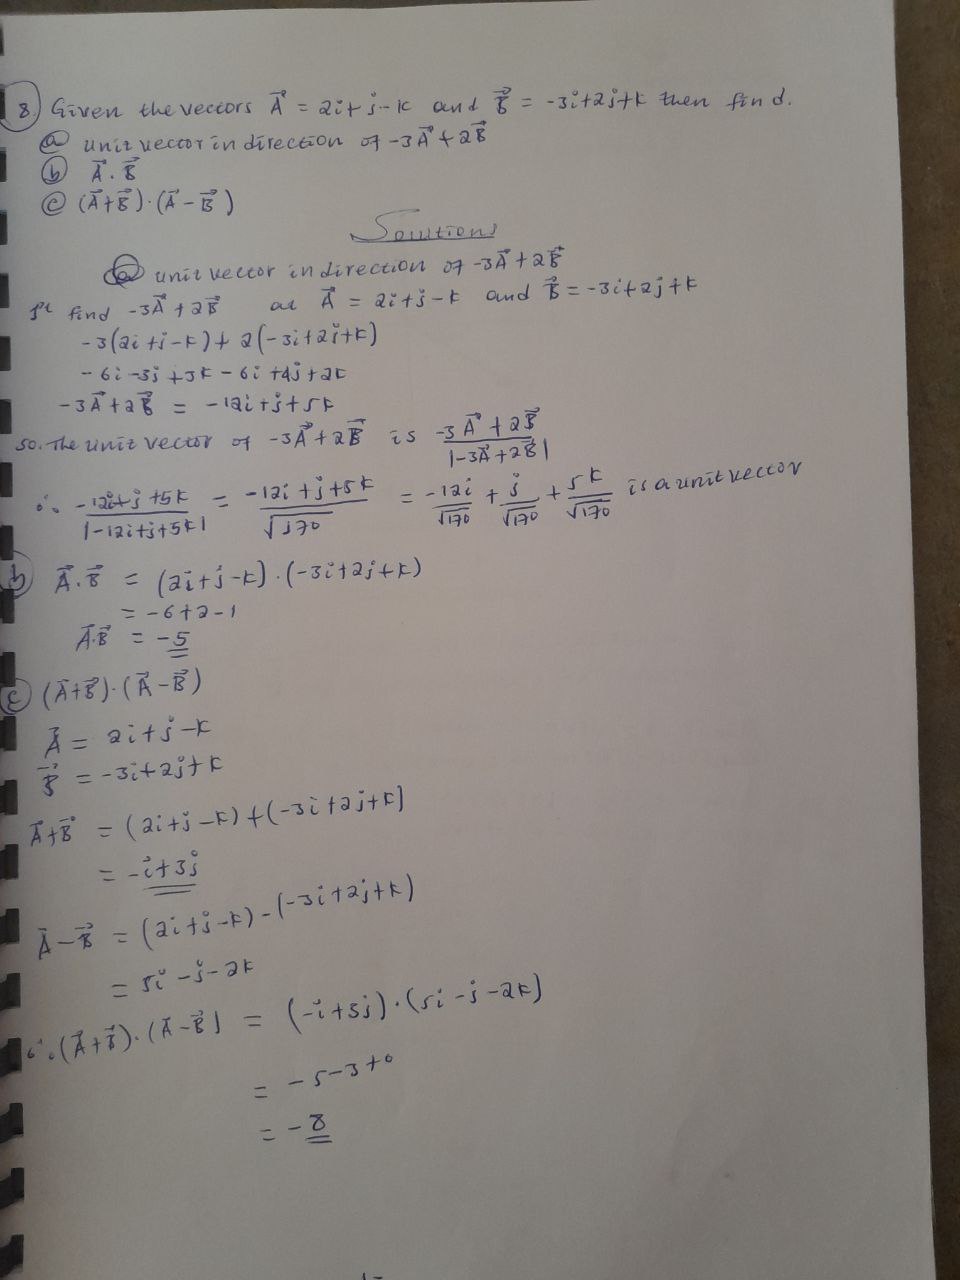 8) Given the vectors A⃗ = 2i+j-k and B⃗ = -3i+2j+k then find.
(a) unit vector in direction of -3A⃗+2B⃗
(b) A⃗.B⃗
(c) (A⃗+B⃗).(A⃗-B⃗)
Solutions
(a) unit vector in direction of -3A⃗+2B⃗
1st find -3A⃗+2B⃗ as A⃗ = 2i+j-k and B⃗ = -3i+2j+k
-3(2i+j-k)+2(-3i+2j+k)
-6i-3j+3k-6i+4j+2k
-3A⃗+2B⃗ = -12i+j+5k
so. The unit vector of -3A⃗+2B⃗ is (-3A⃗+2B⃗)/|-3A⃗+2B⃗|
∴ (-12i+j+5k)/|-12i+j+5k| = (-12i+j+5k)/√170 = -12i/√170 + j/√170 + 5k/√170 is a unit vector
(b) A⃗.B⃗ = (2i+j-k).(-3i+2j+k)
= -6+2-1
A⃗.B⃗ = -5
(c) (A⃗+B⃗).(A⃗-B⃗)
A⃗ = 2i+j-k
B⃗ = -3i+2j+k
A⃗+B⃗ = (2i+j-k)+(-3i+2j+k)
= -i+3j
A⃗-B⃗ = (2i+j-k)-(-3i+2j+k)
= 5i-j-2k
∴ (A⃗+B⃗).(A⃗-B⃗) = (-i+3j).(5i-j-2k)
= -5-3+0
= -8